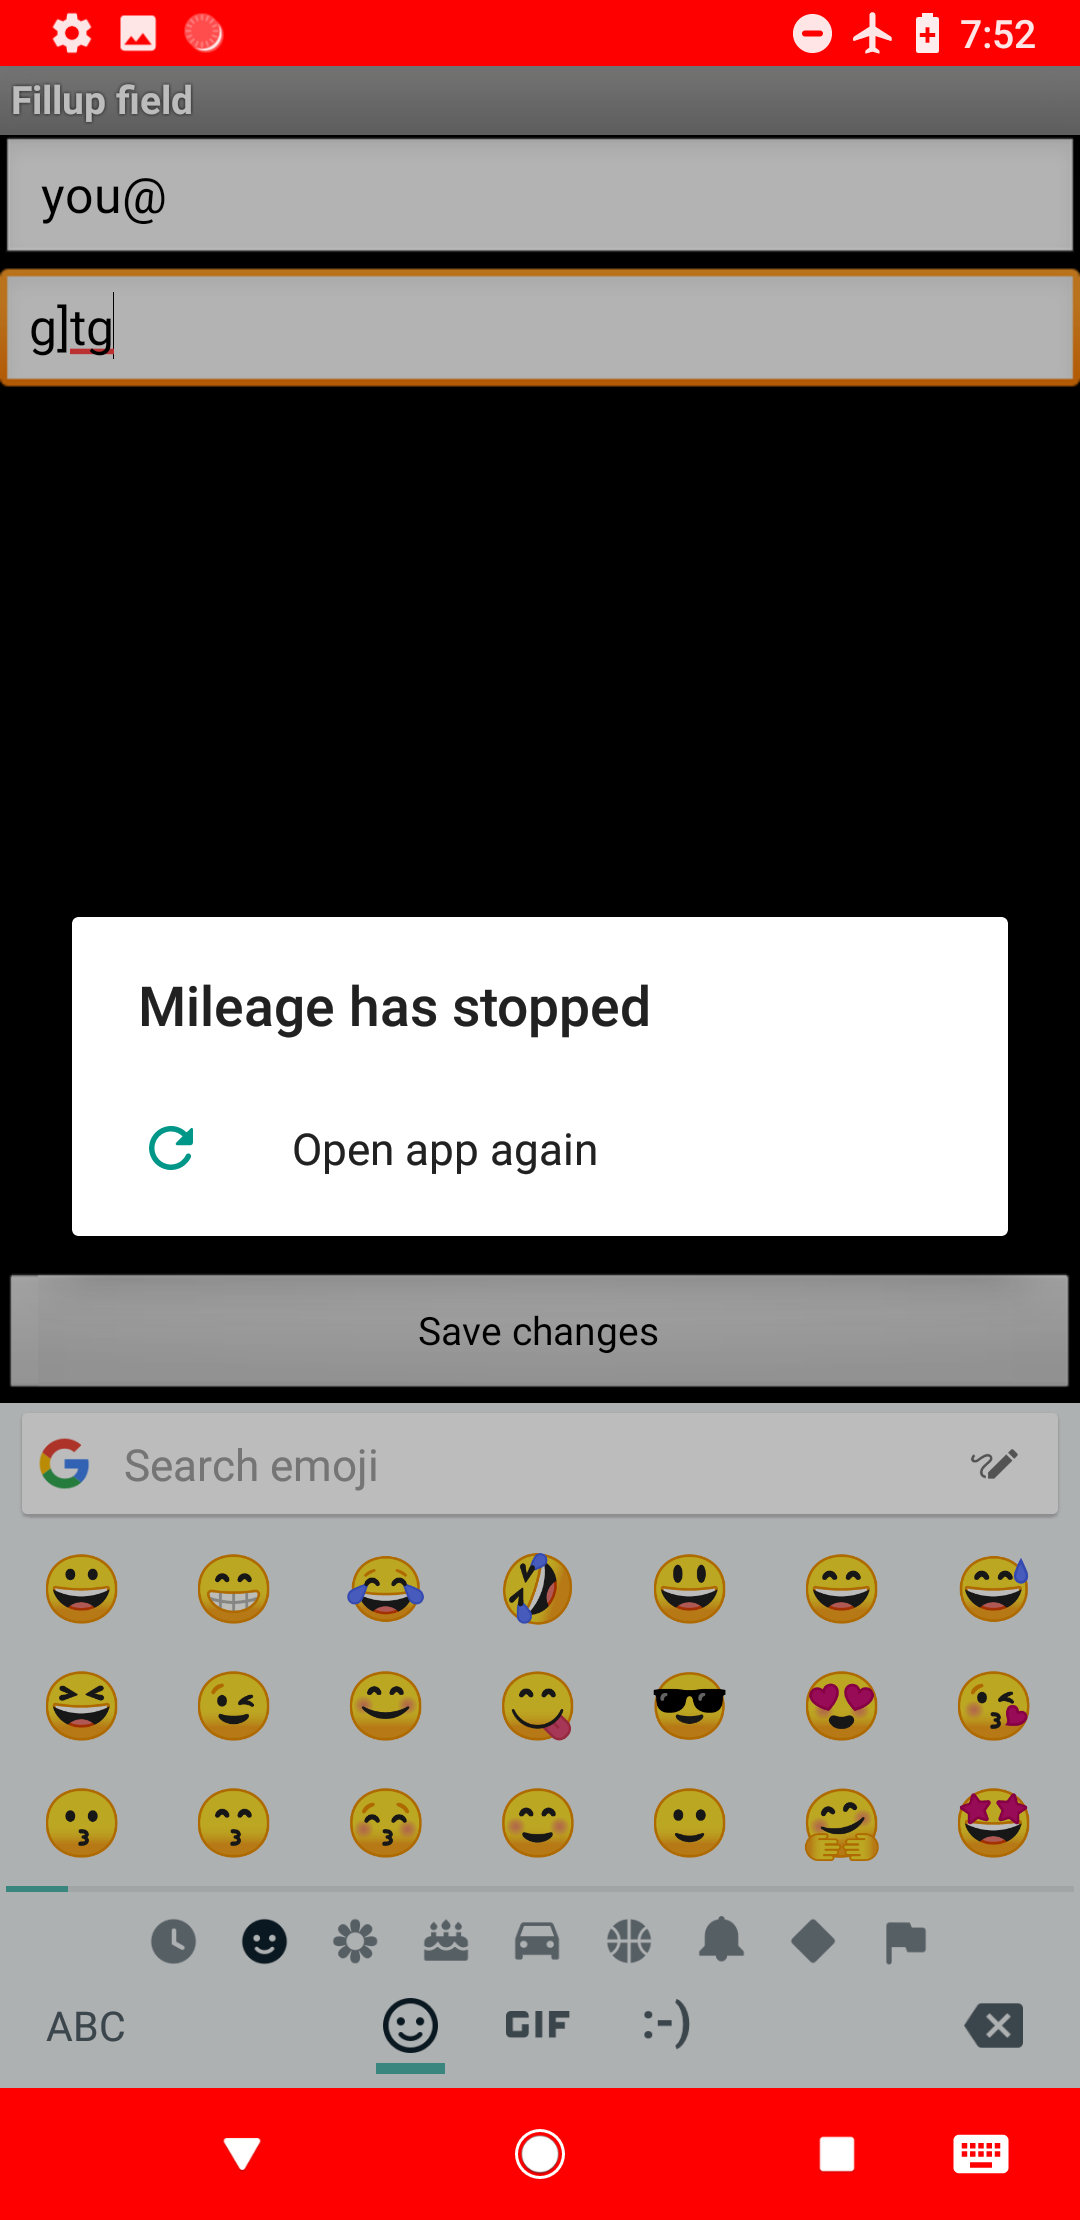 7:52
Fillup field
you@
g]tg
Mileage has stopped
Open app again
Save changes
Search emoji
ABC
GIF
:-)